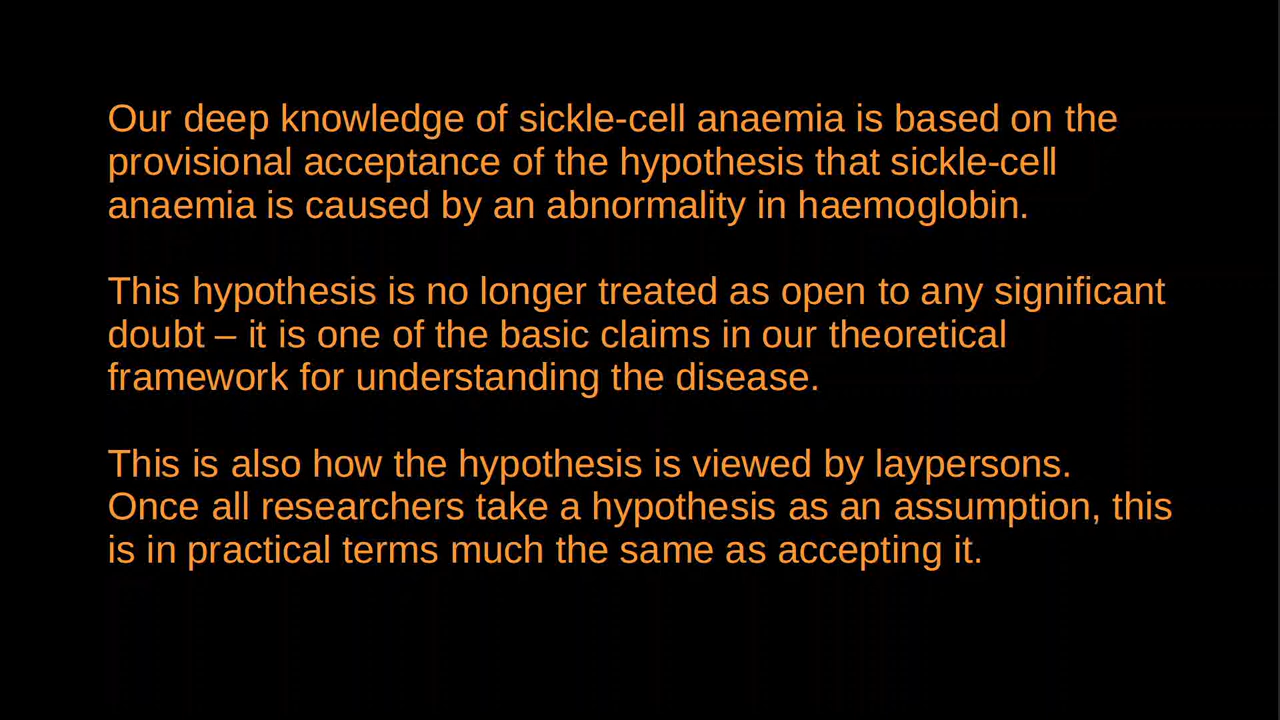 Our deep knowledge of sickle-cell anaemia is based on the
provisional acceptance of the hypothesis that sickle-cell
anaemia is caused by an abnormality in haemoglobin.
This hypothesis is no longer treated as open to any significant
doubt – it is one of the basic claims in our theoretical
framework for understanding the disease.
This is also how the hypothesis is viewed by laypersons.
Once all researchers take a hypothesis as an assumption, this
is in practical terms much the same as accepting it.